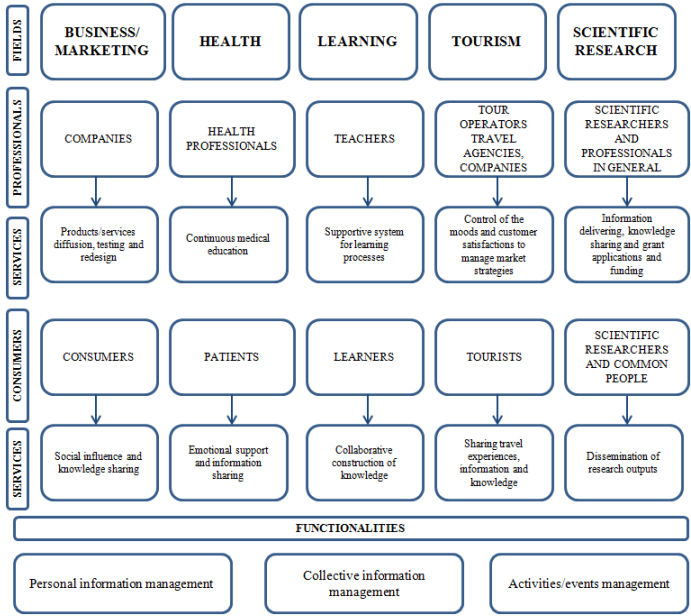 FIELDS
BUSINESS/
MARKETING
HEALTH
LEARNING
TOURISM
SCIENTIFIC
RESEARCH
PROFESSIONALS
COMPANIES
HEALTH
PROFESSIONALS
TEACHERS
TOUR
OPERATORS
TRAVEL
AGENCIES,
COMPANIES
SCIENTIFIC
RESEARCHERS
AND
PROFESSIONALS
IN GENERAL
SERVICES
Products/services
diffusion, testing and
redesign
Continuous medical
education
Supportive system
for learning
processes
Control of the
moods and customer
satisfactions to
manage market
strategies
Information
delivering, knowledge
sharing and grant
applications and
funding
CONSUMERS
CONSUMERS
PATIENTS
LEARNERS
TOURISTS
SCIENTIFIC
RESEARCHERS
AND COMMON
PEOPLE
SERVICES
Social influence and
knowledge sharing
Emotional support
and information
sharing
Collaborative
construction of
knowledge
Sharing travel
experiences,
information and
knowledge
Dissemination of
research outputs
FUNCTIONALITIES
Personal information management
Collective information
management
Activities/events management